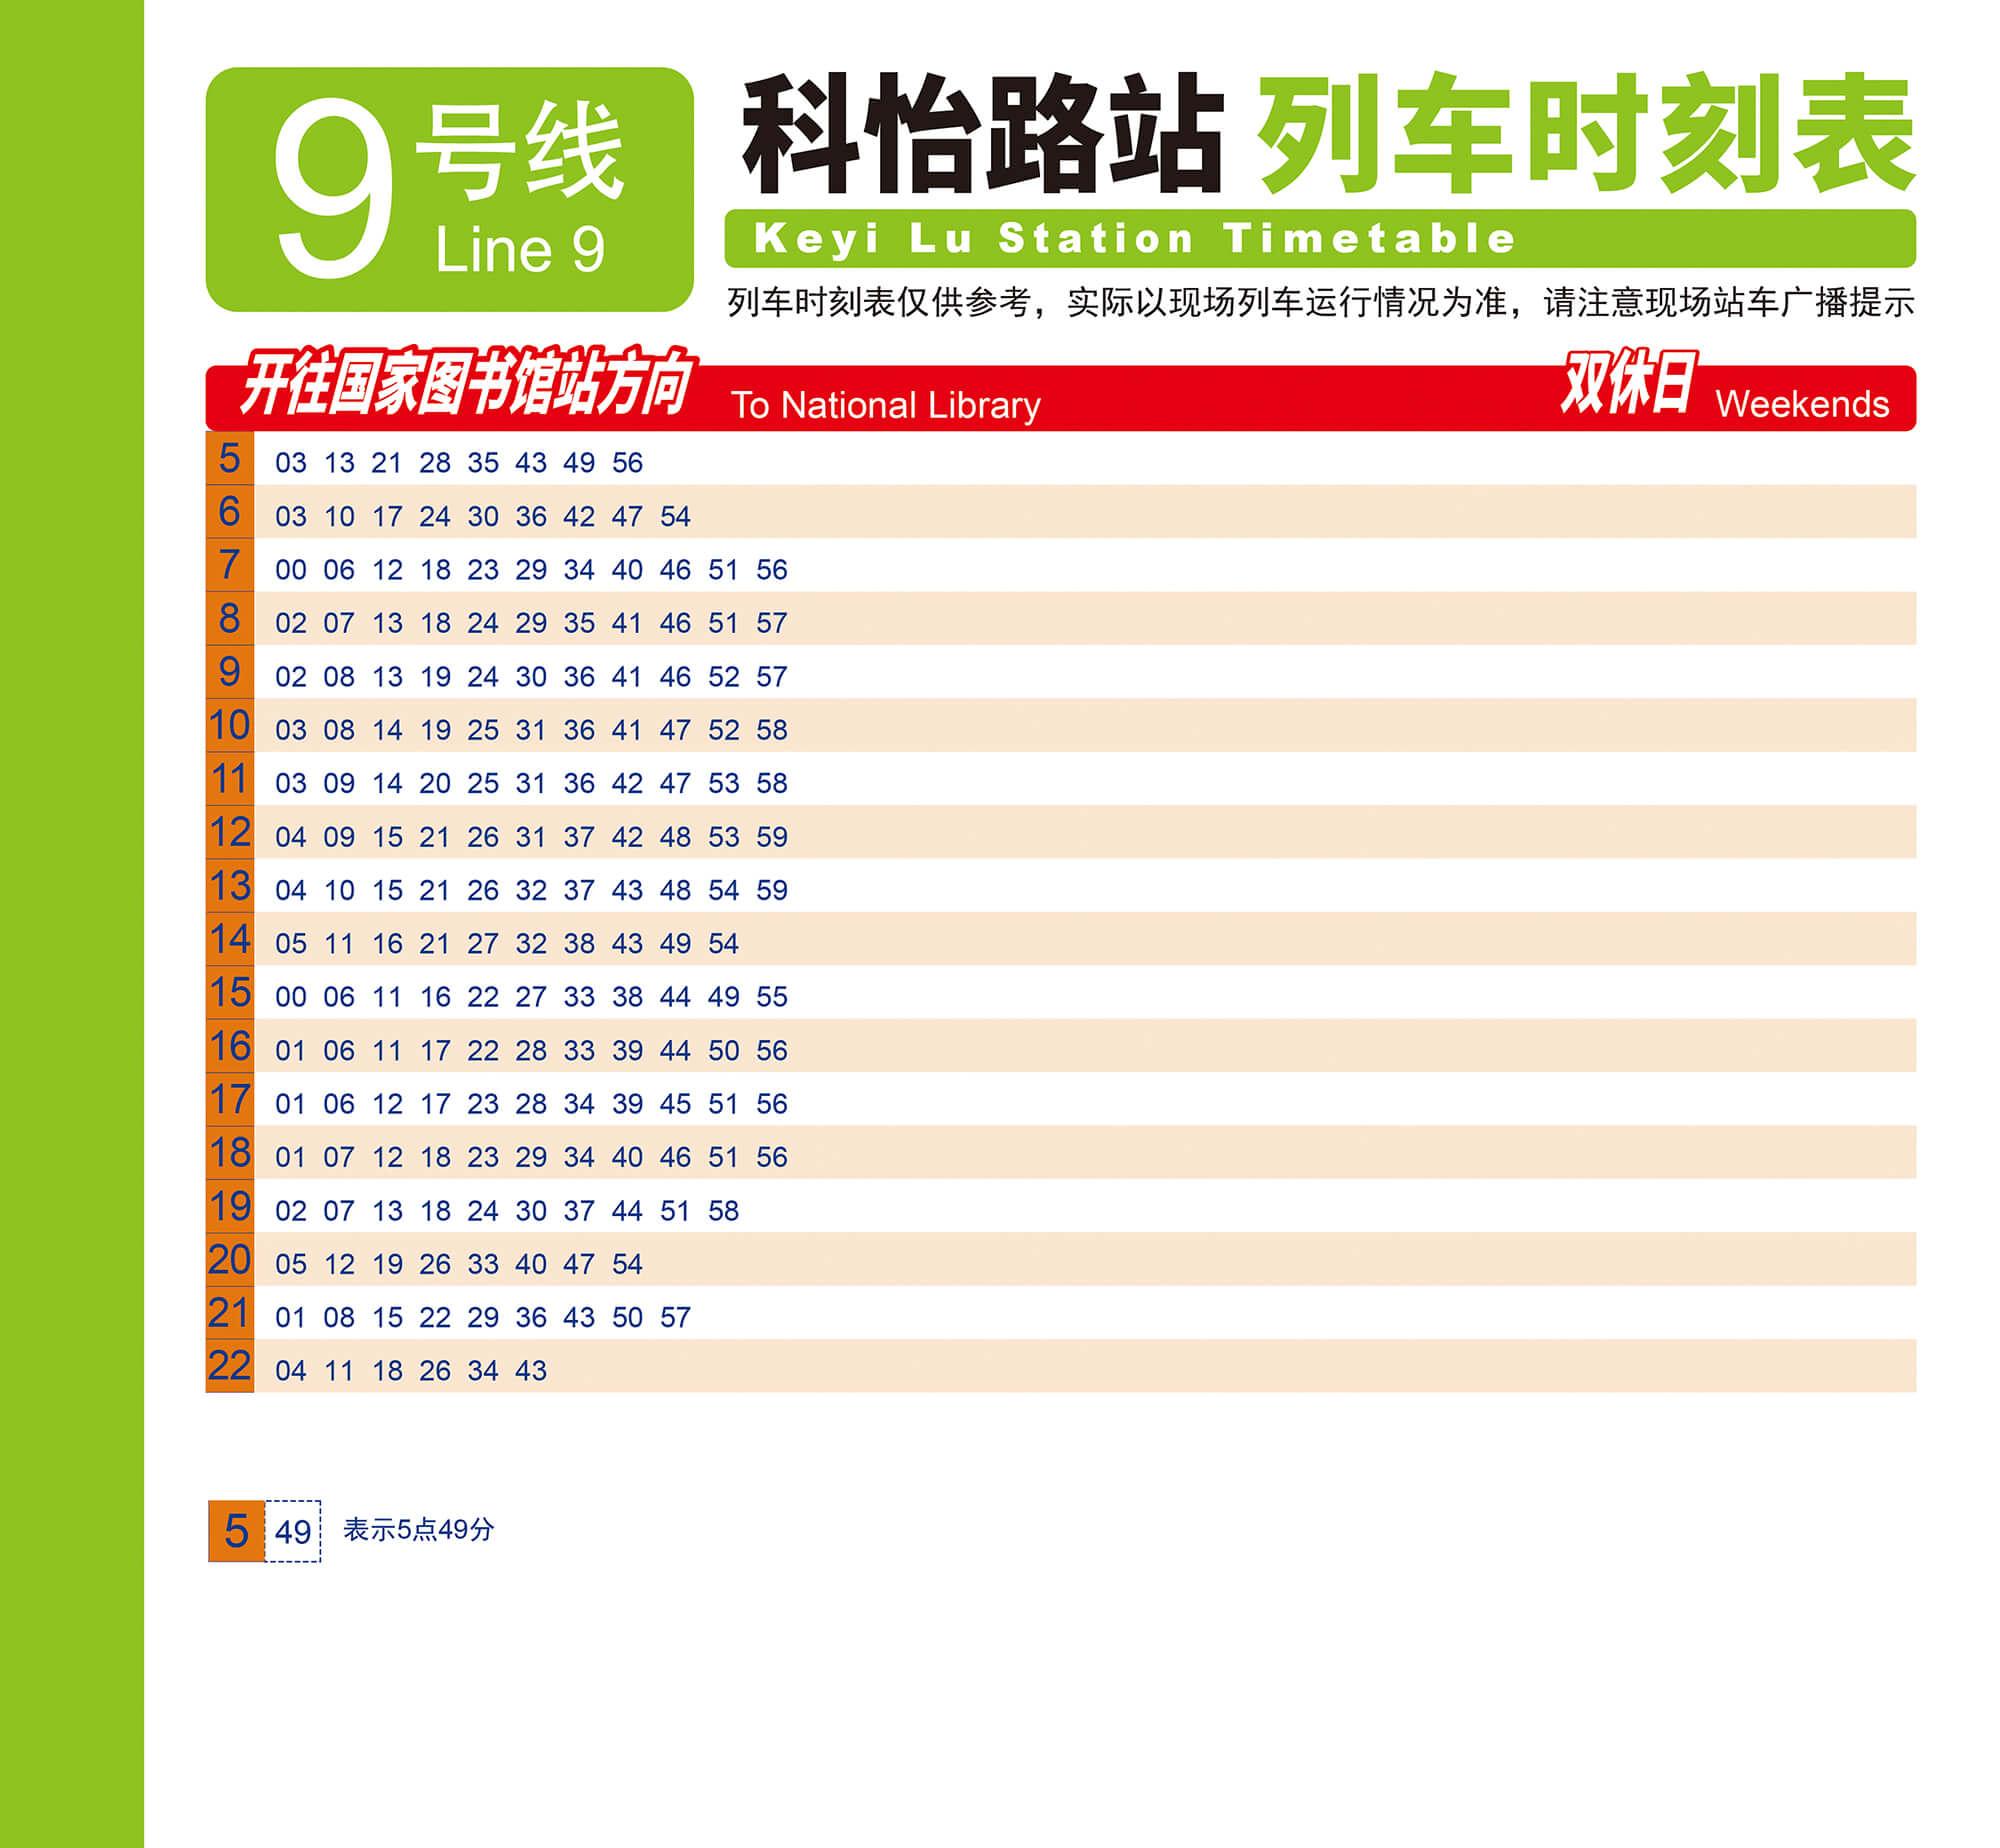 9号线
Line 9
科怡路站 列车时刻表
Keyi Lu Station Timetable
列车时刻表仅供参考，实际以现场列车运行情况为准，请注意现场站车广播提示
开往国家图书馆站方向 To National Library 双休日 Weekends
5 03 13 21 28 35 43 49 56
6 03 10 17 24 30 36 42 47 54
7 00 06 12 18 23 29 34 40 46 51 56
8 02 07 13 18 24 29 35 41 46 51 57
9 02 08 13 19 24 30 36 41 46 52 57
10 03 08 14 19 25 31 36 41 47 52 58
11 03 09 14 20 25 31 36 42 47 53 58
12 04 09 15 21 26 31 37 42 48 53 59
13 04 10 15 21 26 32 37 43 48 54 59
14 05 11 16 21 27 32 38 43 49 54
15 00 06 11 16 22 27 33 38 44 49 55
16 01 06 11 17 22 28 33 39 44 50 56
17 01 06 12 17 23 28 34 39 45 51 56
18 01 07 12 18 23 29 34 40 46 51 56
19 02 07 13 18 24 30 37 44 51 58
20 05 12 19 26 33 40 47 54
21 01 08 15 22 29 36 43 50 57
22 04 11 18 26 34 43
5 49 表示5点49分